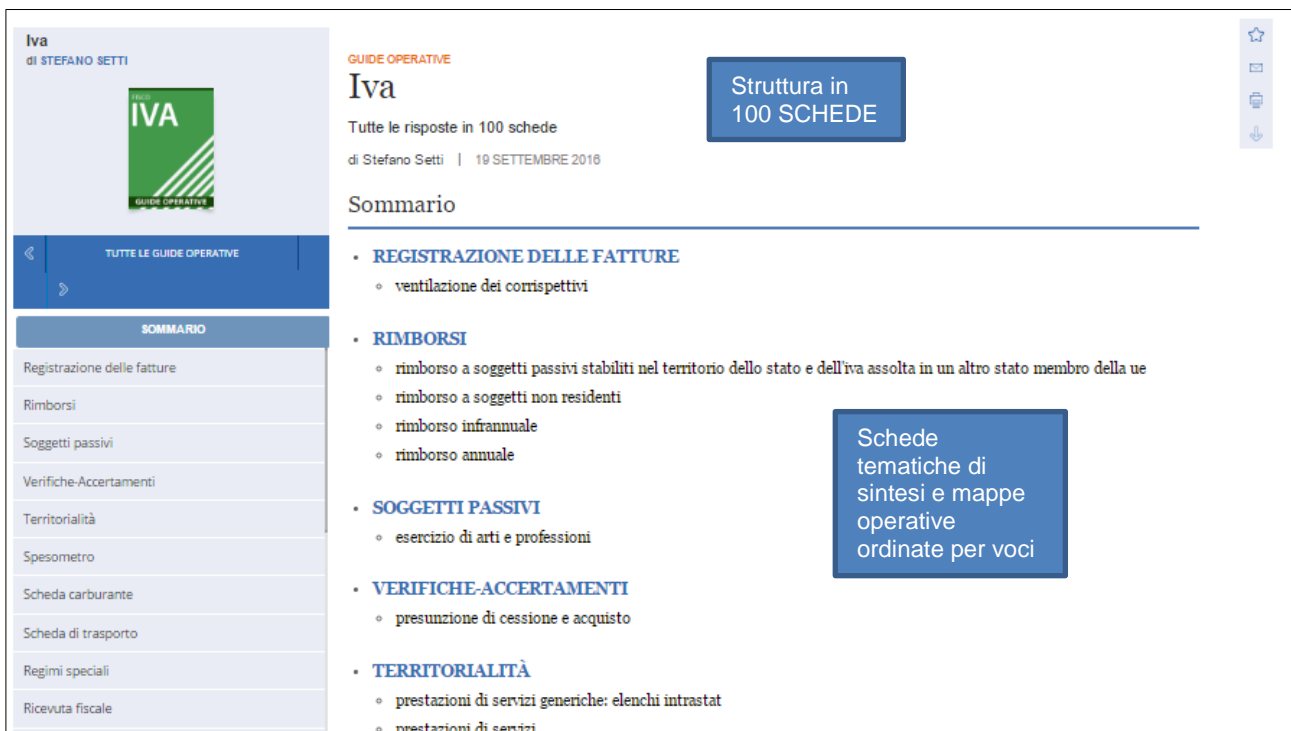 Iva
di STEFANO SETTI
FISCO
IVA
GUIDE OPERATIVE
TUTTE LE GUIDE OPERATIVE
SOMMARIO
Registrazione delle fatture
Rimborsi
Soggetti passivi
Verifiche-Accertamenti
Territorialità
Spesometro
Scheda carburante
Scheda di trasporto
Regimi speciali
Ricevuta fiscale
GUIDE OPERATIVE
Iva
Tutte le risposte in 100 schede
di Stefano Setti | 19 SETTEMBRE 2016
Struttura in
100 SCHEDE
Sommario
REGISTRAZIONE DELLE FATTURE
ventilazione dei corrispettivi
RIMBORSI
rimborso a soggetti passivi stabiliti nel territorio dello stato e dell'iva assolta in un altro stato membro della ue
rimborso a soggetti non residenti
rimborso infrannuale
rimborso annuale
Schede
tematiche di
sintesi e mappe
operative
ordinate per voci
SOGGETTI PASSIVI
esercizio di arti e professioni
VERIFICHE-ACCERTAMENTI
presunzione di cessione e acquisto
TERRITORIALITÀ
prestazioni di servizi generiche: elenchi intrastat
prestazioni di servizi